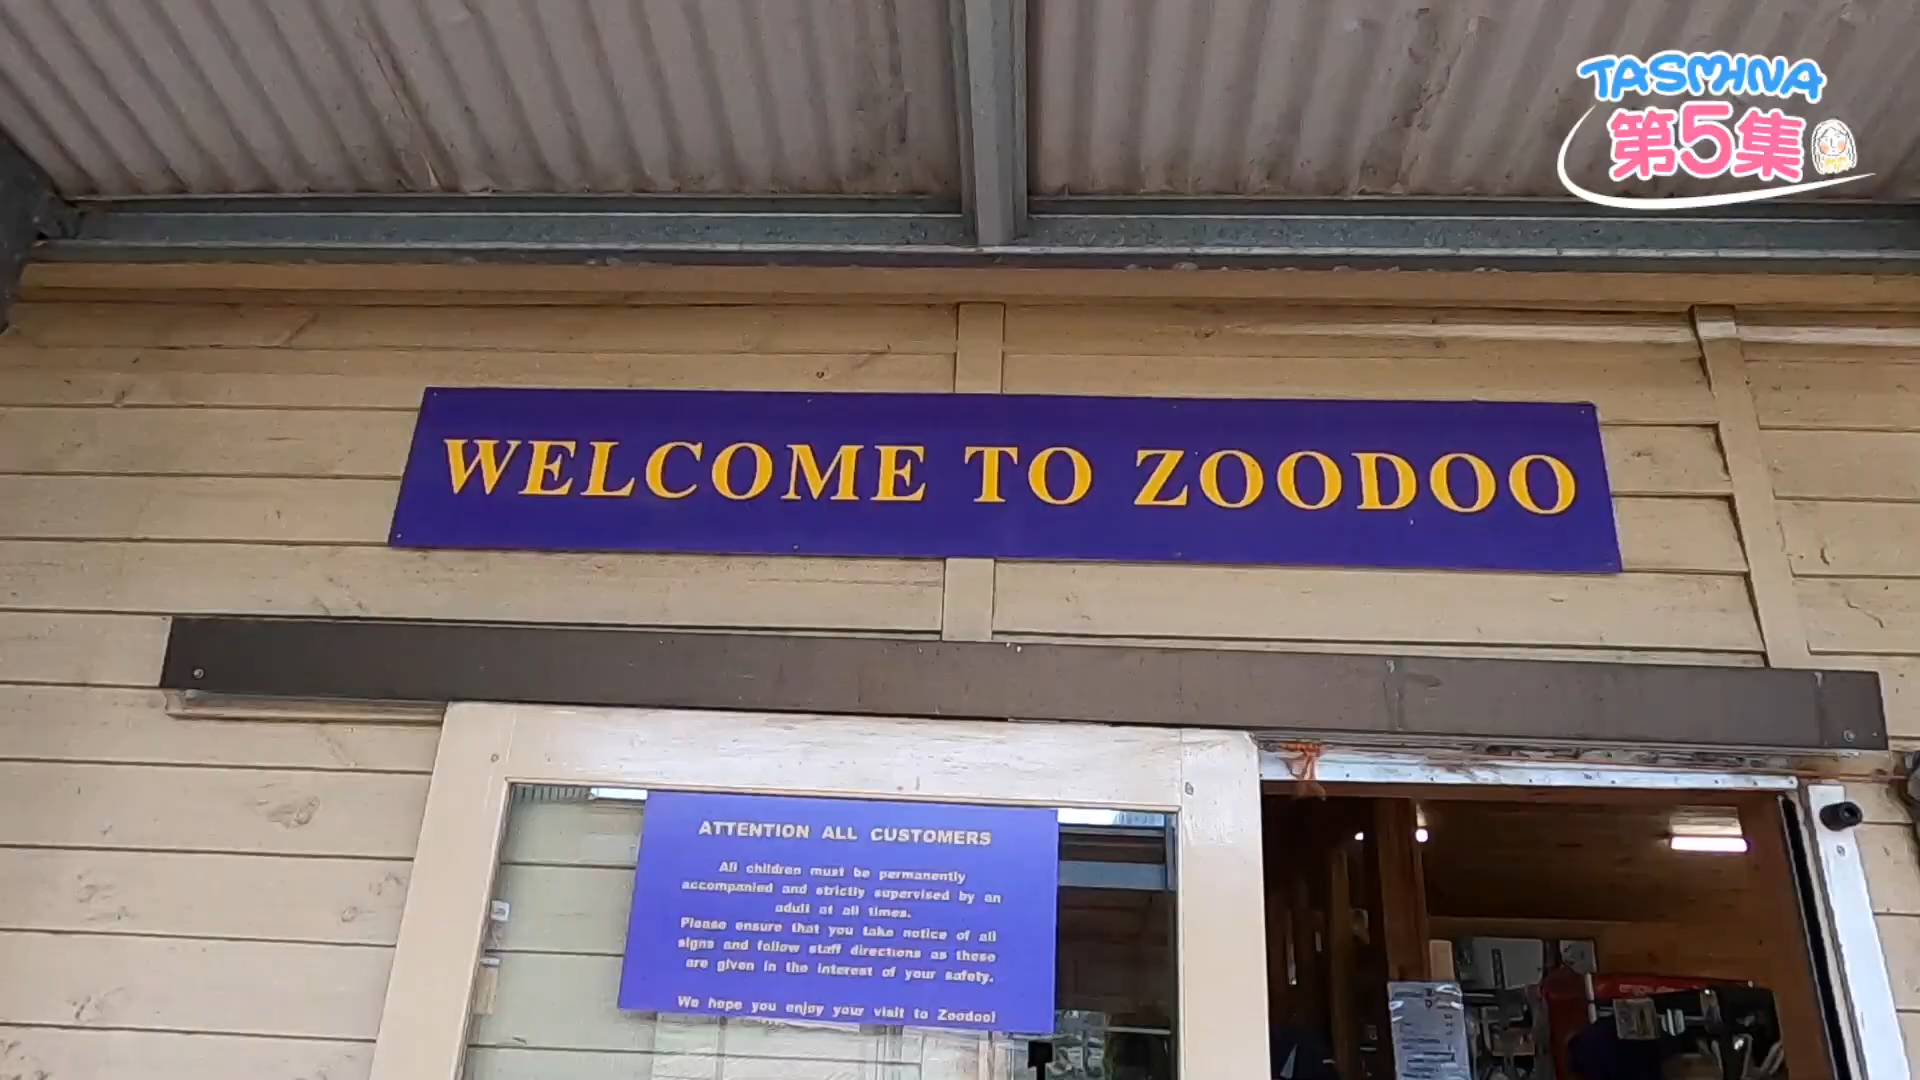 TASMINA
第5集
WELCOME TO ZOODOO
ATTENTION ALL CUSTOMERS
All children must be permanently
accompanied and strictly supervised by an
adult at all times.
Please ensure that you take notice of all
signs and follow staff directions as these
are given in the interest of your safety.
We hope you enjoy your visit to Zoodoo!